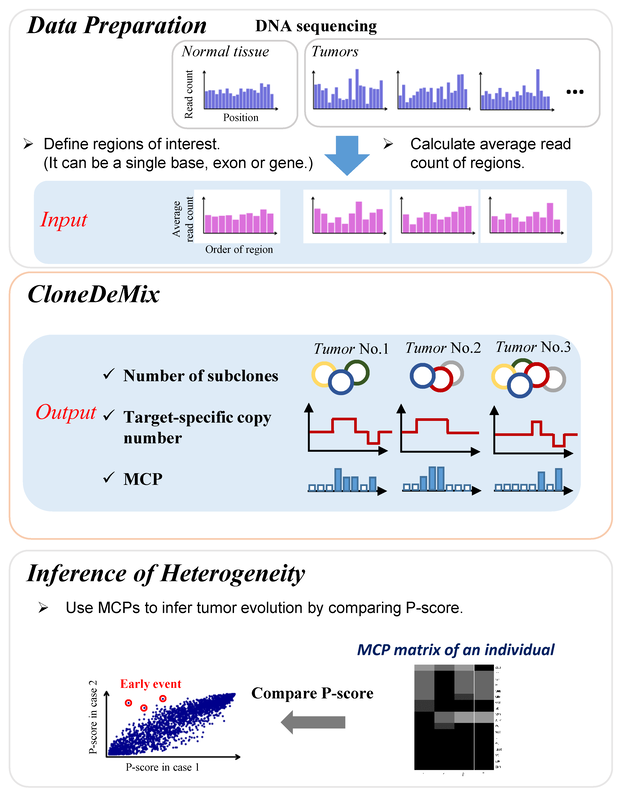 Data Preparation
DNA sequencing
Normal tissue
Tumors
Read count
Position
➢ Define regions of interest.
(It can be a single base, exon or gene.)
➢ Calculate average read
count of regions.
Input
Average
read count
Order of region
CloneDeMix
Output
Tumor No.1
Tumor No.2
Tumor No.3
✓ Number of subclones
✓ Target-specific copy
number
✓ MCP
Inference of Heterogeneity
➢ Use MCPs to infer tumor evolution by comparing P-score.
MCP matrix of an individual
Early event
Compare P-score
P-score in case 2
P-score in case 1